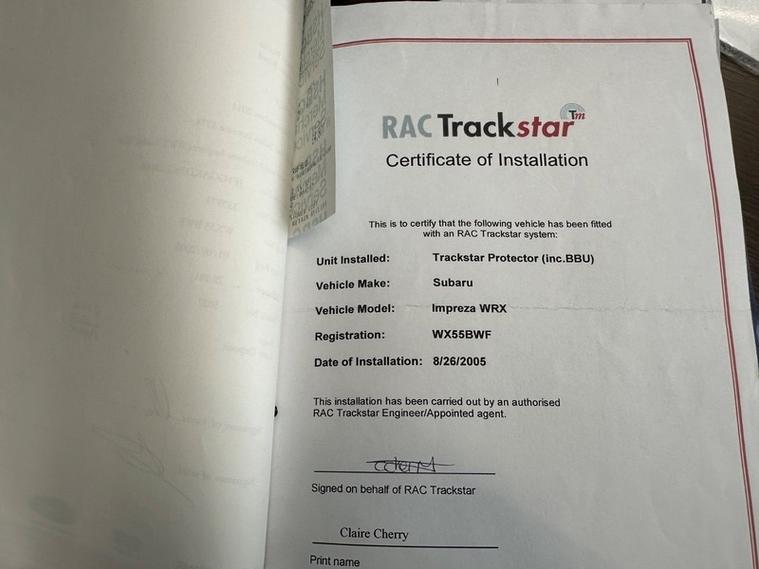 RAC Trackstar Tm
Certificate of Installation
This is to certify that the following vehicle has been fitted
with an RAC Trackstar system:
Unit Installed: Trackstar Protector (inc.BBU)
Vehicle Make: Subaru
Vehicle Model: Impreza WRX
Registration: WX55BWF
Date of Installation: 8/26/2005
This installation has been carried out by an authorised
RAC Trackstar Engineer/Appointed agent.
Signed on behalf of RAC Trackstar
Claire Cherry
Print name